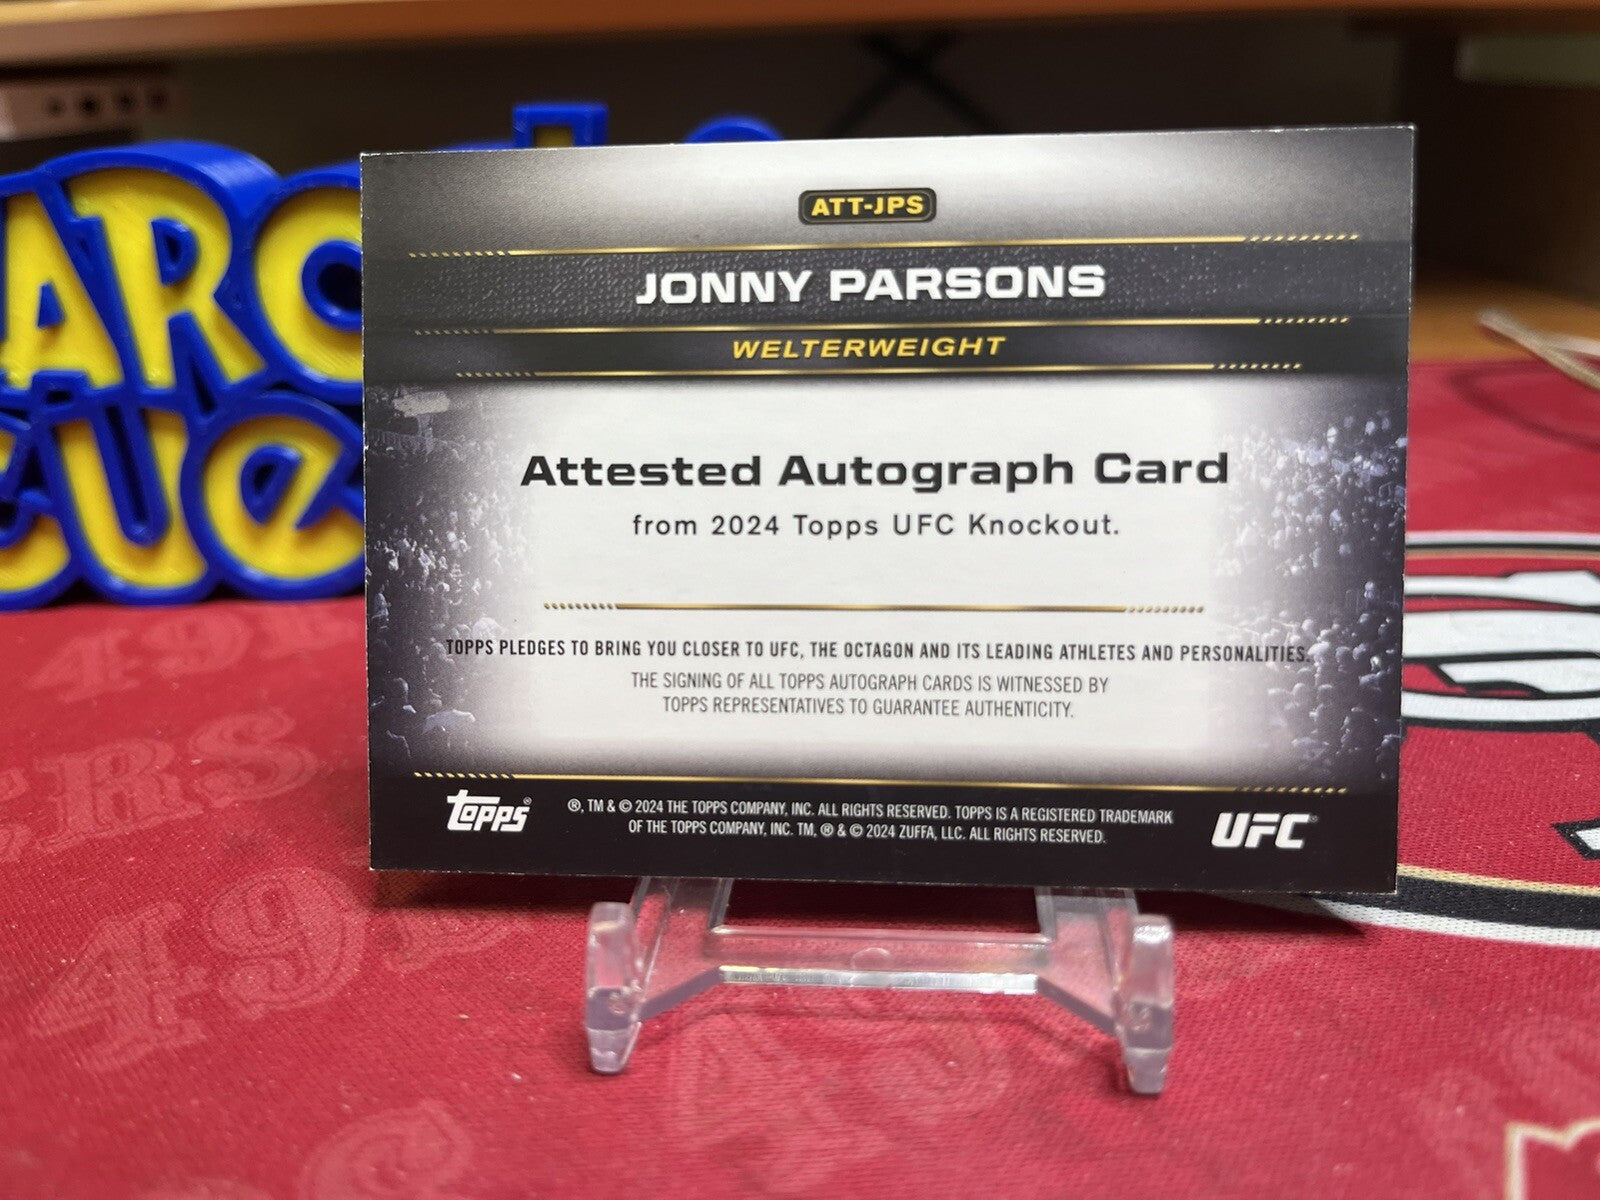 ATT-JPS
JONNY PARSONS
WELTERWEIGHT
Attested Autograph Card
from 2024 Topps UFC Knockout.
TOPPS PLEDGES TO BRING YOU CLOSER TO UFC, THE OCTAGON AND ITS LEADING ATHLETES AND PERSONALITIES.
THE SIGNING OF ALL TOPPS AUTOGRAPH CARDS IS WITNESSED BY
TOPPS REPRESENTATIVES TO GUARANTEE AUTHENTICITY.
topps®
®, TM & © 2024 THE TOPPS COMPANY, INC. ALL RIGHTS RESERVED. TOPPS IS A REGISTERED TRADEMARK
OF THE TOPPS COMPANY, INC. TM, ® & © 2024 ZUFFA, LLC. ALL RIGHTS RESERVED.
UFC
49ERS